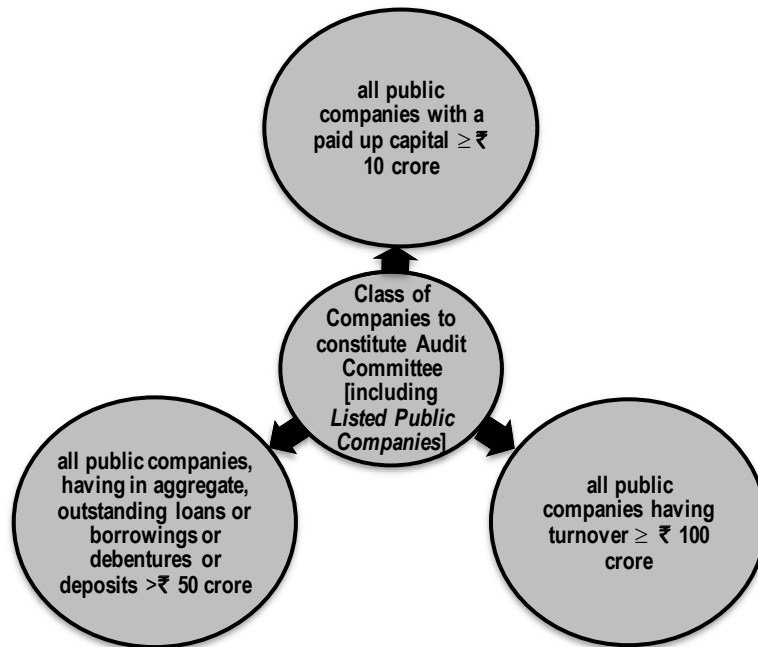 all public
companies with a
paid up capital ≥ ₹
10 crore
Class of
Companies to
constitute Audit
Committee
[including
Listed Public
Companies]
all public companies,
having in aggregate,
outstanding loans or
borrowings or
debentures or
deposits >₹ 50 crore
all public
companies having
turnover ≥ ₹ 100
crore